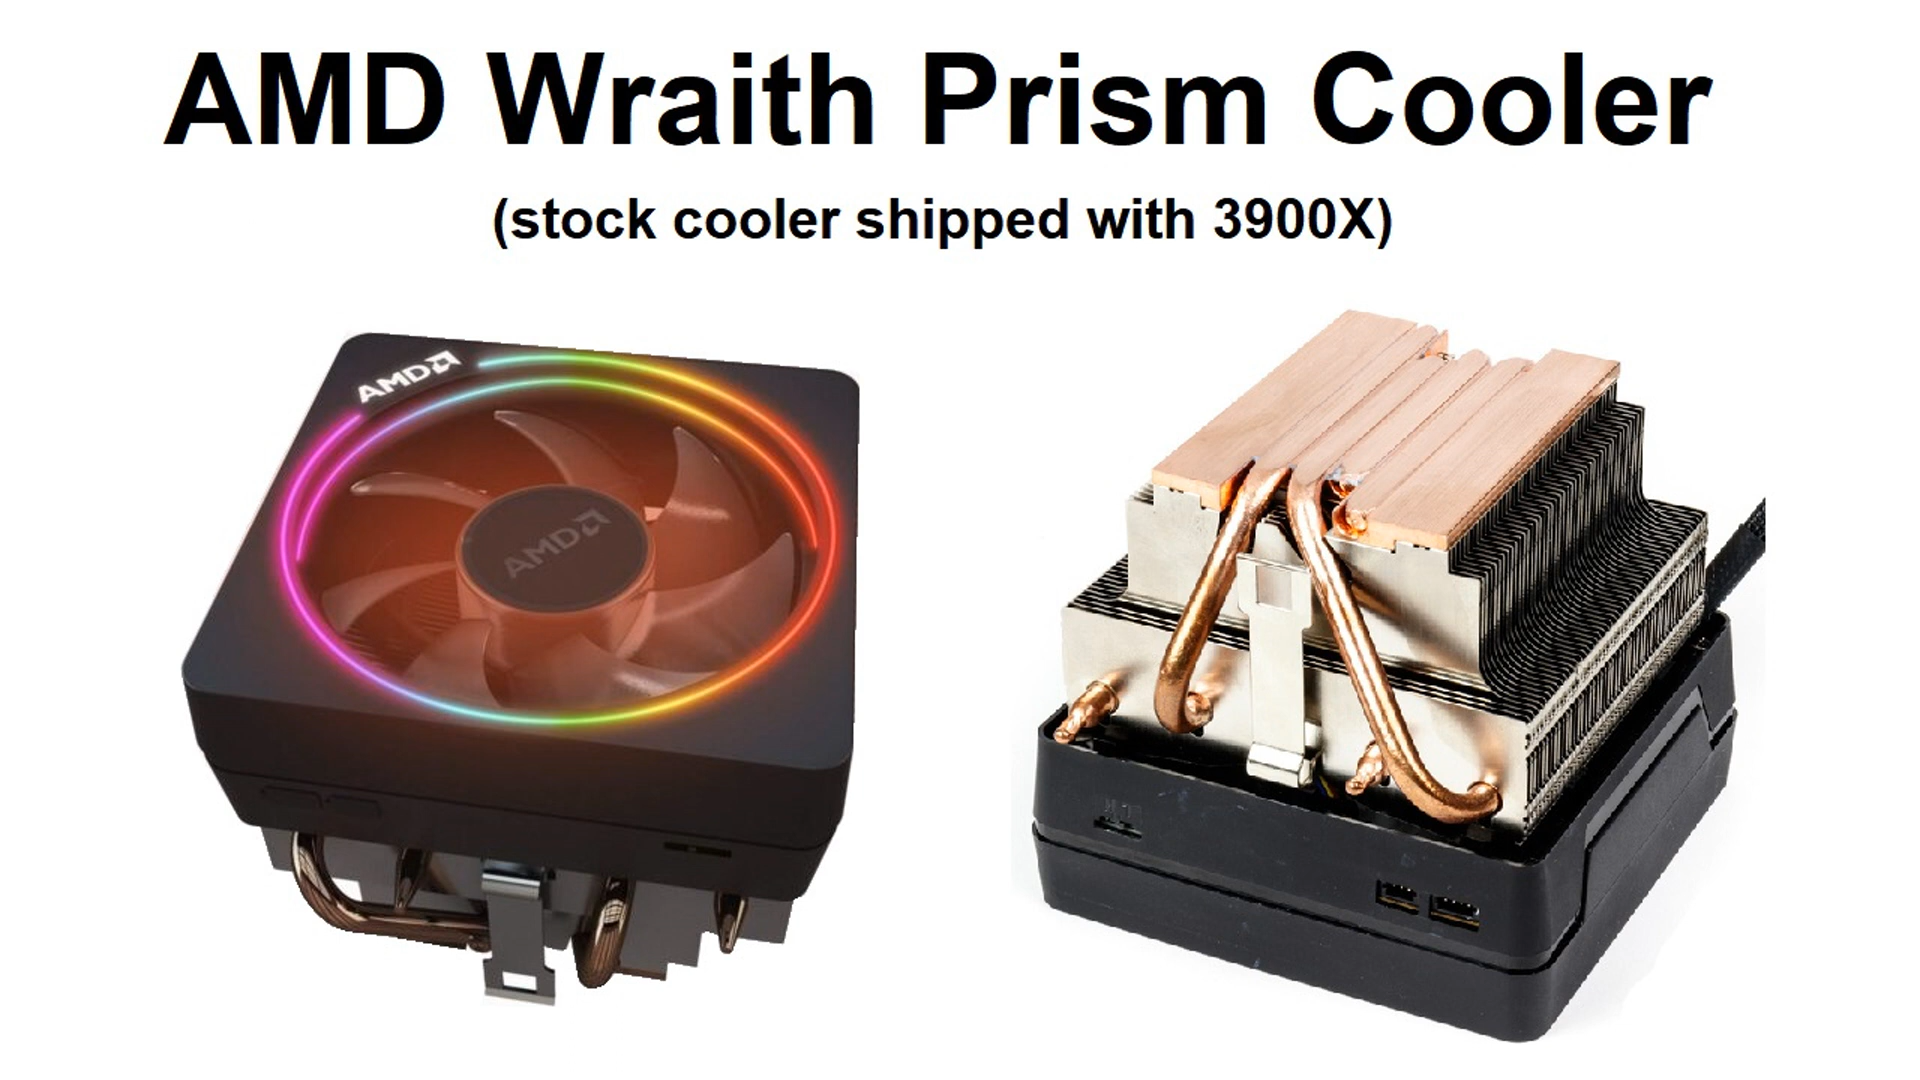 AMD Wraith Prism Cooler
(stock cooler shipped with 3900X)
AMD
AMD